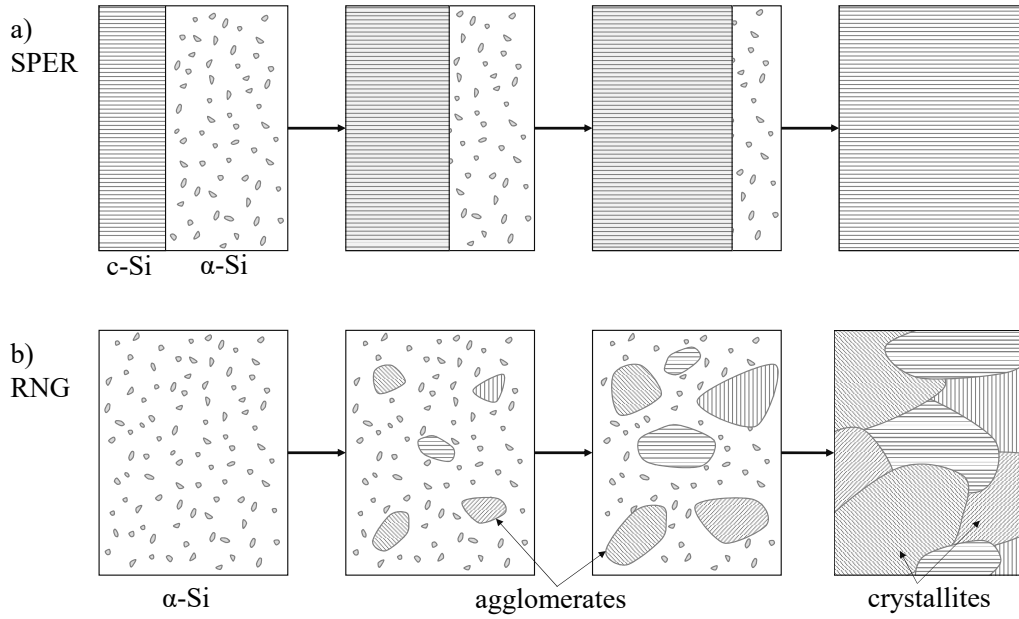 a)
SPER
c-Si
α-Si
b)
RNG
α-Si
agglomerates
crystallites